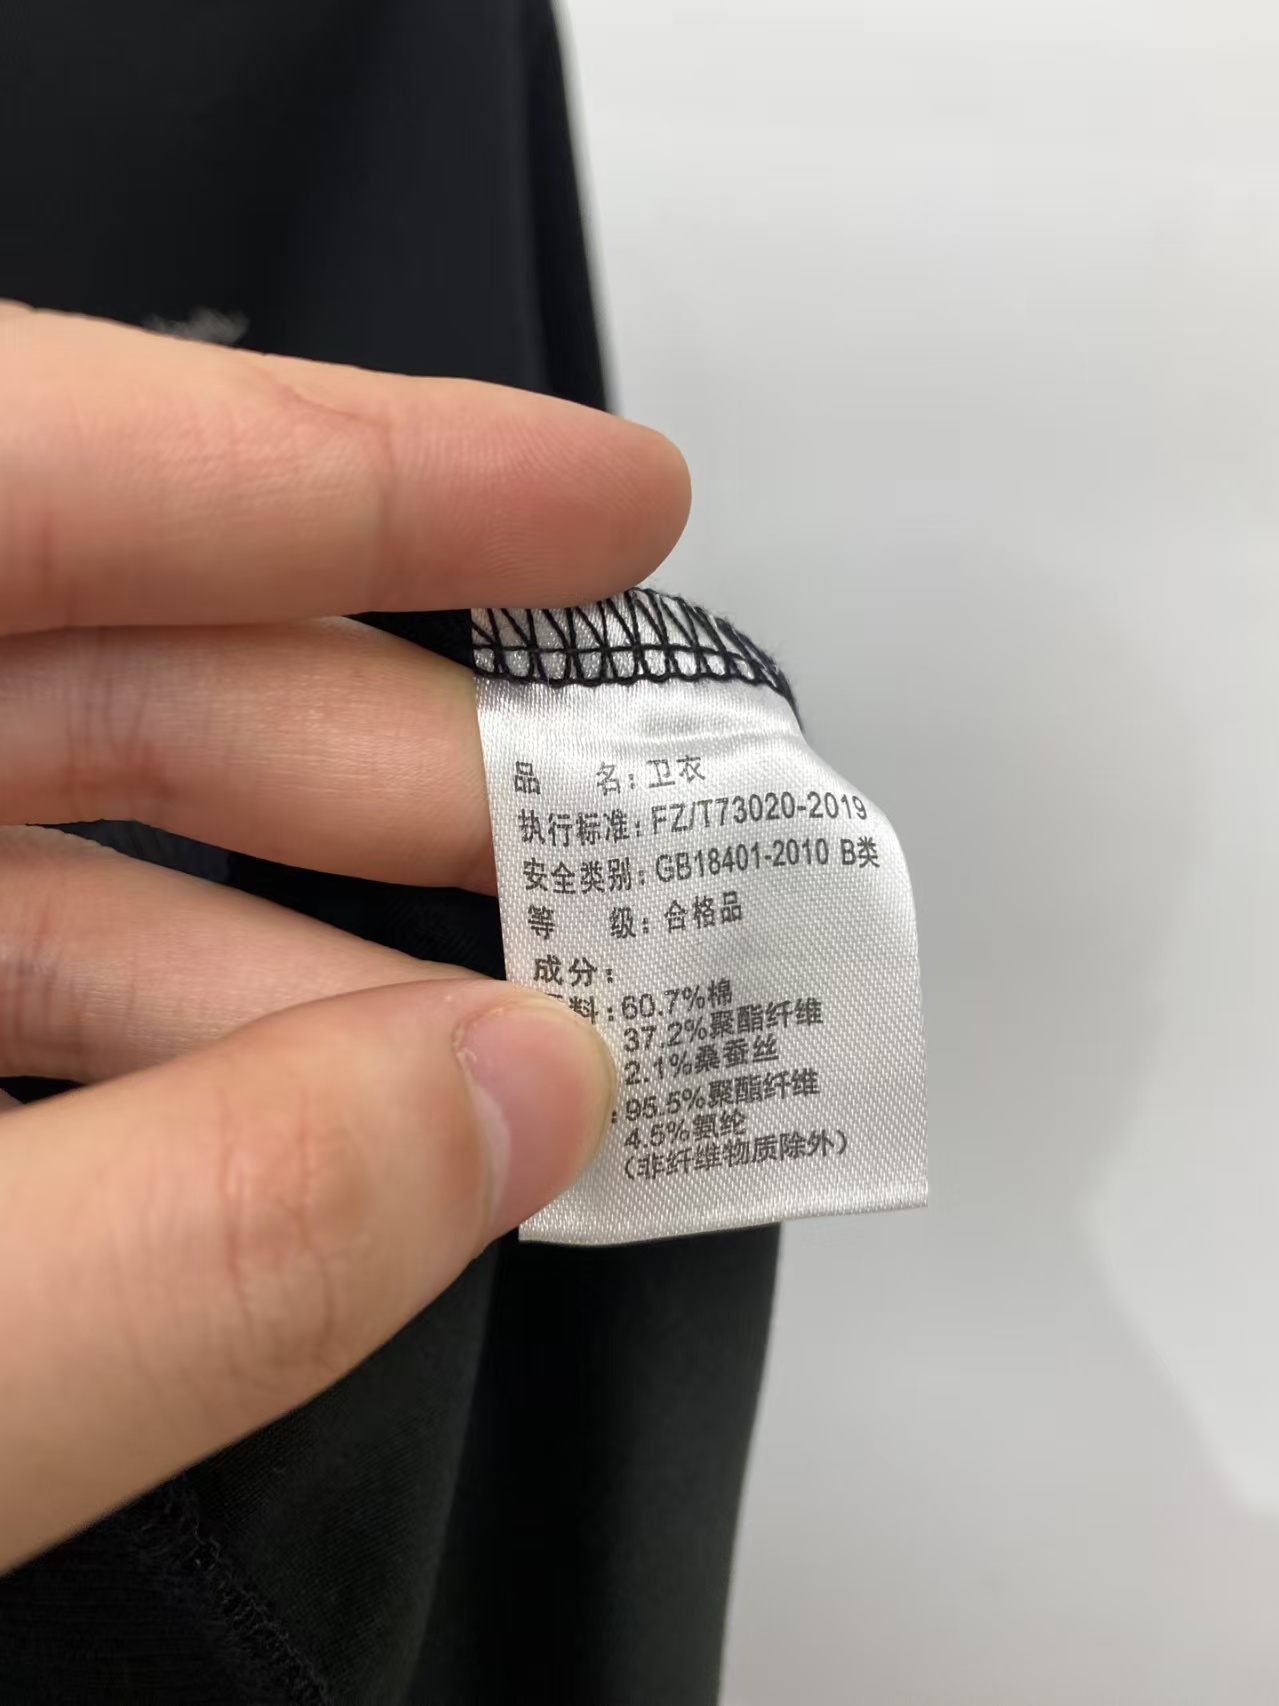 品 名：卫衣
执行标准：FZ/T73020-2019
安全类别：GB18401-2010 B类
等 级：合格品
成分：
料：60.7%棉
37.2%聚酯纤维
2.1%桑蚕丝
：95.5%聚酯纤维
4.5%氨纶
（非纤维物质除外）